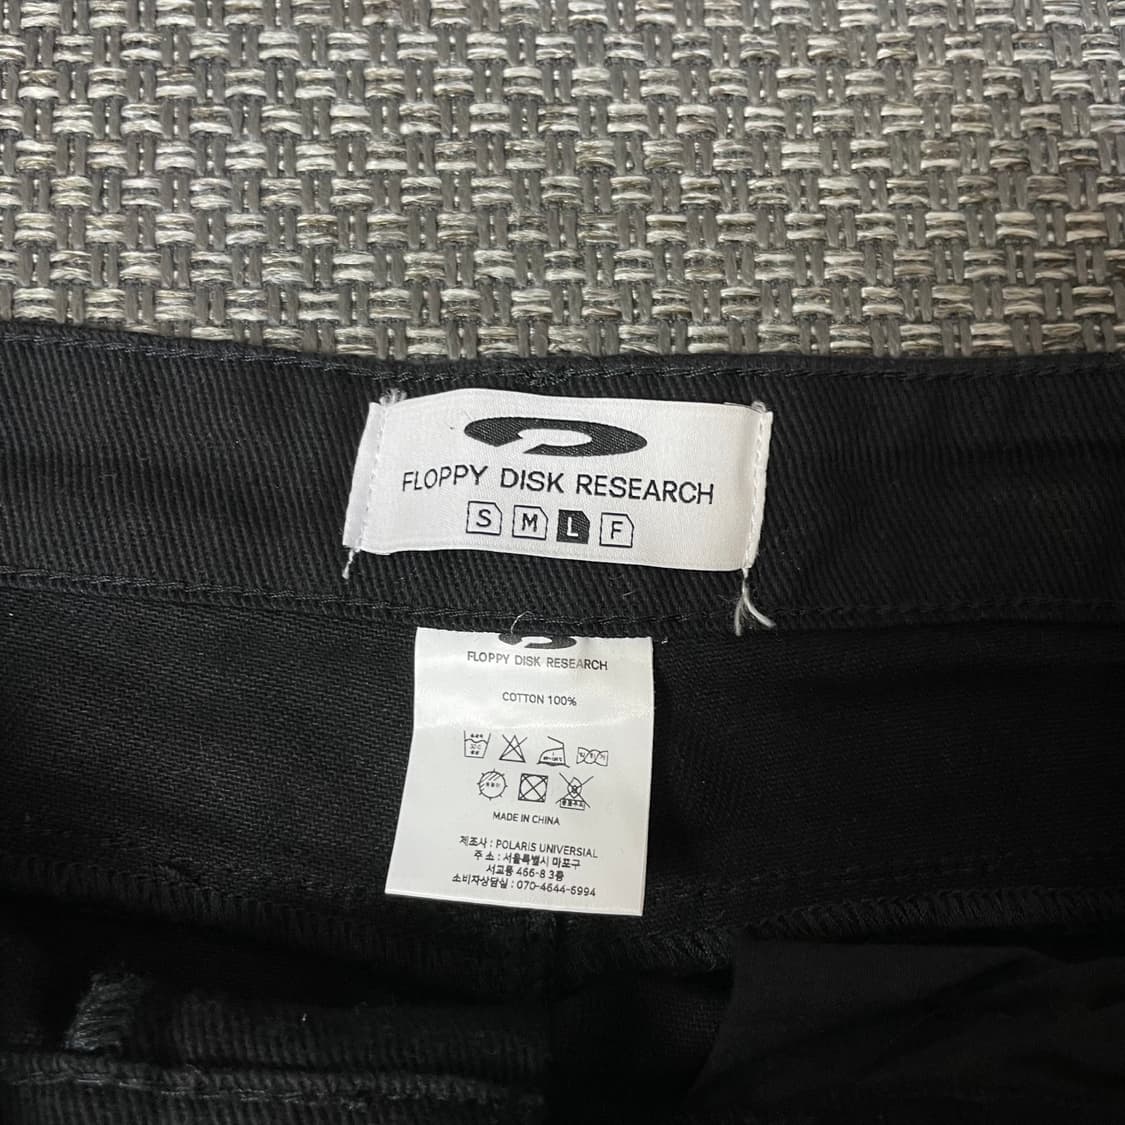 FLOPPY DISK RESEARCH
S M L F
FLOPPY DISK RESEARCH
COTTON 100%
MADE IN CHINA
제조사 : POLARIS UNIVERSIAL
주 소 : 서울특별시 마포구
서교동 466-8 3층
소비자상담실 : 070-4644-6994